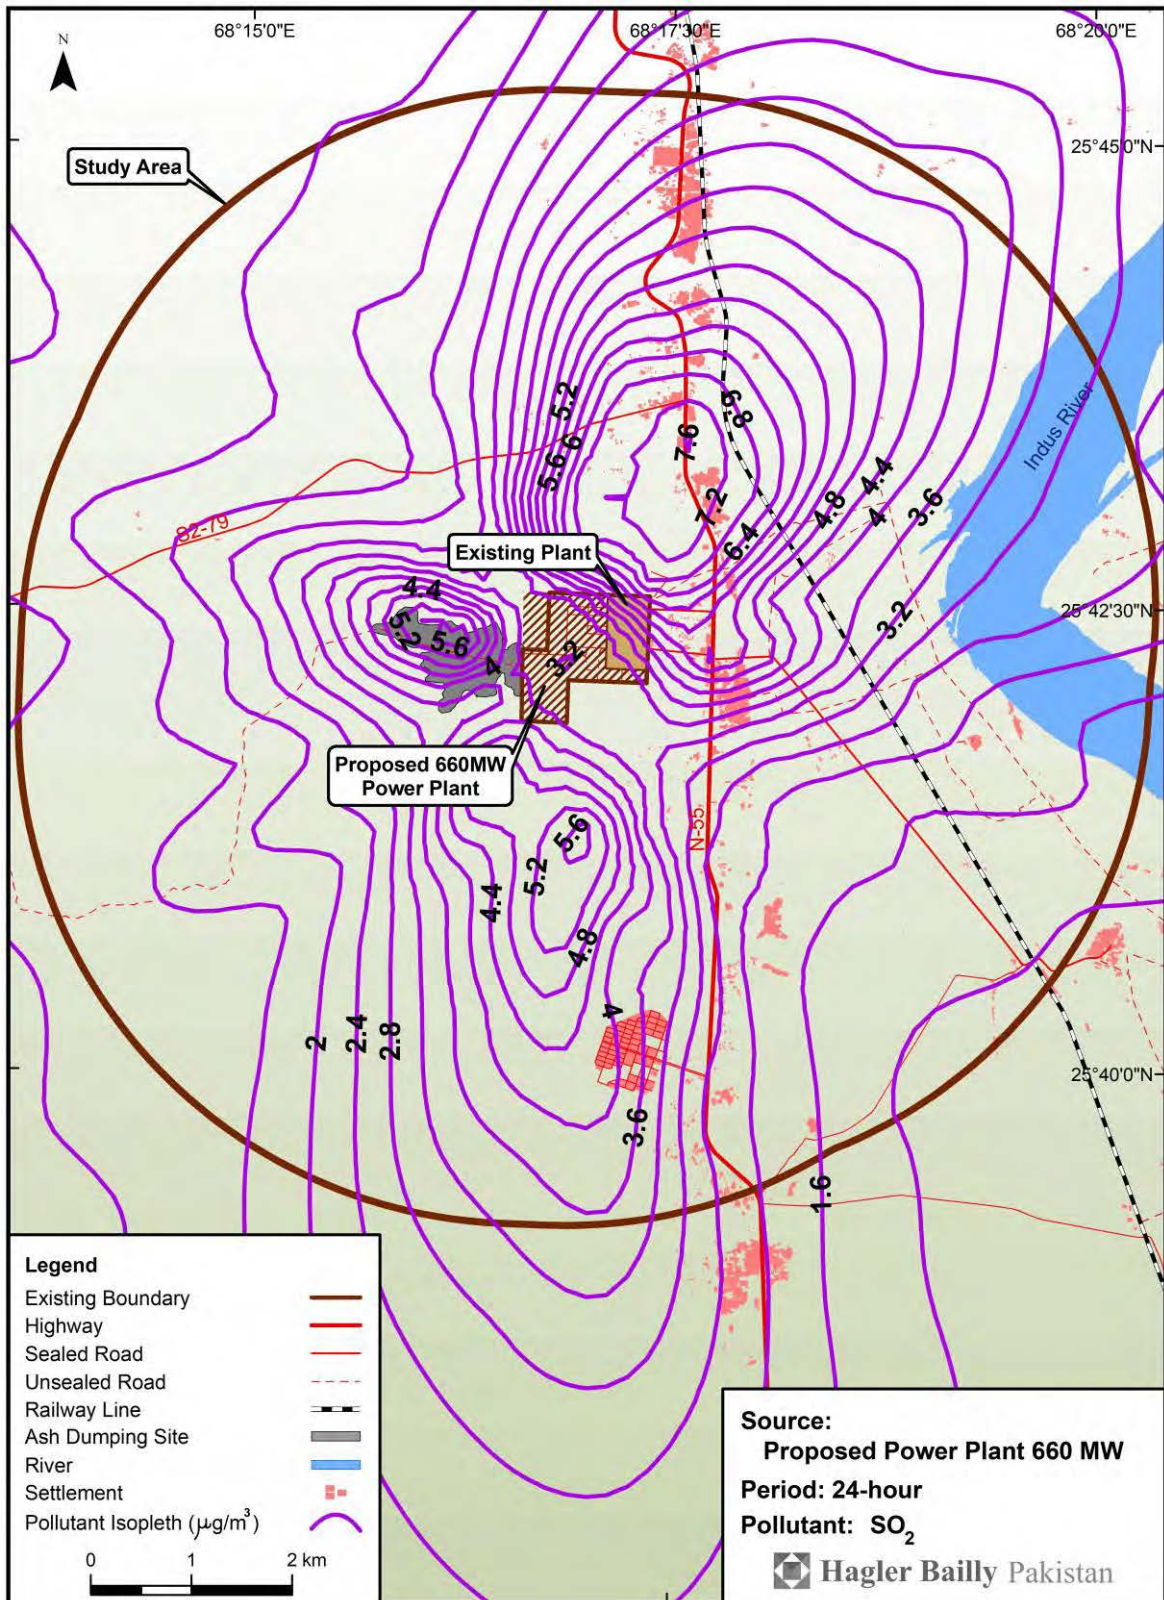 N
68°15'0"E
68°17'30"E
68°20'0"E
25°45'0"N
Study Area
Indus River
5.2
6
5.6
7.6
6.8
7.2
6.4
4.8
4.4
4
3.6
3.2
S2-79
Existing Plant
25°42'30"N
4.4
5.2
5.6
4
3.2
Proposed 660MW
Power Plant
N-55
5.6
5.2
4.4
4.8
4
2
2.4
2.8
25°40'0"N
3.6
1.6
Legend
Existing Boundary
Highway
Sealed Road
Unsealed Road
Railway Line
Ash Dumping Site
River
Settlement
Pollutant Isopleth (μg/m³)
0 1 2 km
Source:
Proposed Power Plant 660 MW
Period: 24-hour
Pollutant: SO₂
Hagler Bailly Pakistan